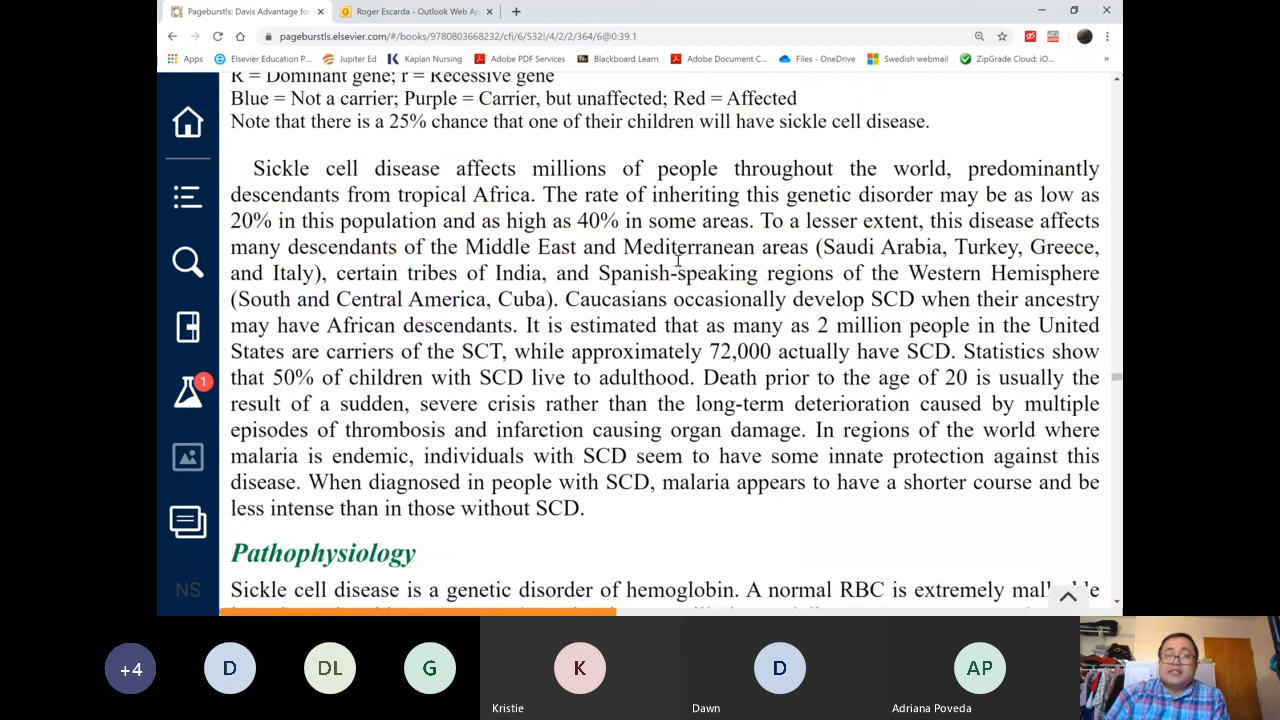 Pageburstls: Davis Advantage fo
Roger Escarda - Outlook Web Ap
pageburstls.elsevier.com/#/books/9780803668232/cfi/6/532!/4/2/2/364/6@0:39.1
Apps
Elsevier Education P...
Jupiter Ed
Kaplan Nursing
Adobe PDF Services
Blackboard Learn
Adobe Document C...
Files - OneDrive
Swedish webmail
ZipGrade Cloud: iO...
R = Dominant gene; r = Recessive gene
Blue = Not a carrier; Purple = Carrier, but unaffected; Red = Affected
Note that there is a 25% chance that one of their children will have sickle cell disease.
Sickle cell disease affects millions of people throughout the world, predominantly
descendants from tropical Africa. The rate of inheriting this genetic disorder may be as low as
20% in this population and as high as 40% in some areas. To a lesser extent, this disease affects
many descendants of the Middle East and Mediterranean areas (Saudi Arabia, Turkey, Greece,
and Italy), certain tribes of India, and Spanish-speaking regions of the Western Hemisphere
(South and Central America, Cuba). Caucasians occasionally develop SCD when their ancestry
may have African descendants. It is estimated that as many as 2 million people in the United
States are carriers of the SCT, while approximately 72,000 actually have SCD. Statistics show
that 50% of children with SCD live to adulthood. Death prior to the age of 20 is usually the
result of a sudden, severe crisis rather than the long-term deterioration caused by multiple
episodes of thrombosis and infarction causing organ damage. In regions of the world where
malaria is endemic, individuals with SCD seem to have some innate protection against this
disease. When diagnosed in people with SCD, malaria appears to have a shorter course and be
less intense than in those without SCD.
Pathophysiology
Sickle cell disease is a genetic disorder of hemoglobin. A normal RBC is extremely
1
NS
+4
D
DL
G
K
D
AP
Kristie
Dawn
Adriana Poveda